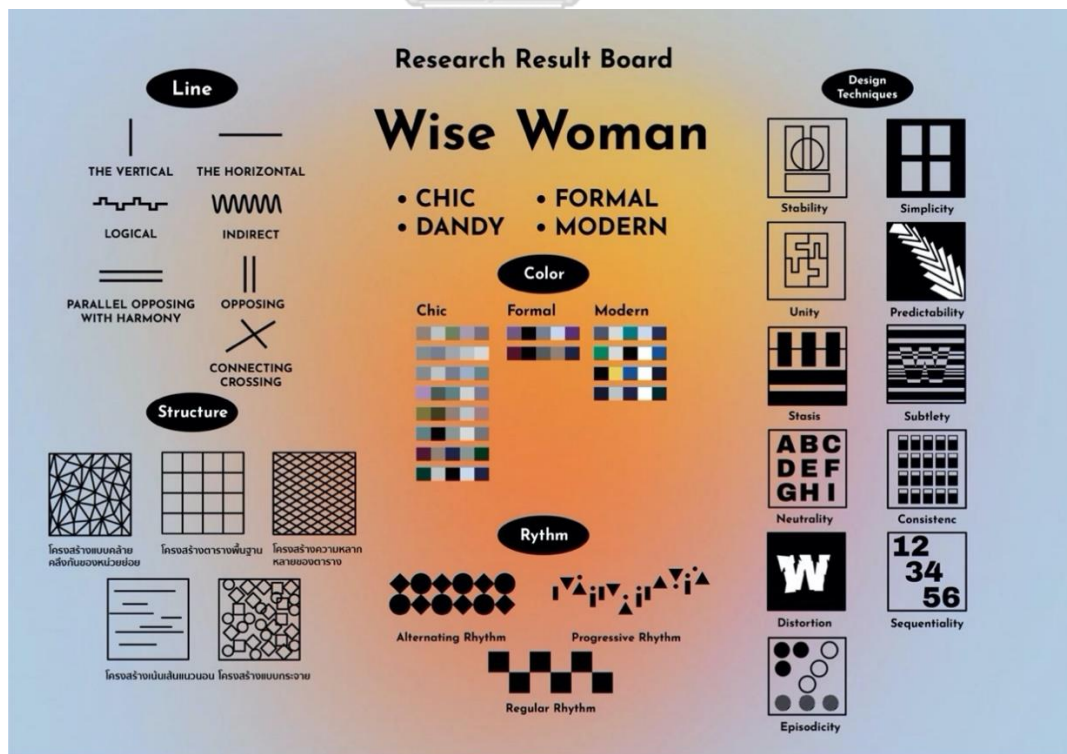 Research Result Board
Wise Woman
• CHIC
• FORMAL
• DANDY
• MODERN
Line
THE VERTICAL
THE HORIZONTAL
LOGICAL
INDIRECT
PARALLEL OPPOSING
WITH HARMONY
OPPOSING
CONNECTING
CROSSING
Structure
โครงสร้างแบบคล้าย
คลึงกันของหน่วยย่อย
โครงสร้างตารางพื้นฐาน
โครงสร้างความหลาก
หลายของตาราง
โครงสร้างเน้นเส้นแนวนอน
โครงสร้างแบบกระจาย
Color
Chic
Formal
Modern
Rythm
Alternating Rhythm
Progressive Rhythm
Regular Rhythm
Design
Techniques
Stability
Simplicity
Unity
Predictability
Stasis
W
Subtlety
ABC
DEF
GHI
Neutrality
Consistenc
W
Distortion
12
34
56
Sequentiality
Episodicity